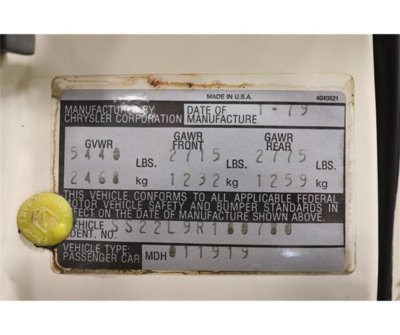 MADE IN U.S.A. 4040821
MANUFACTURED BY CHRYSLER CORPORATION DATE OF MANUFACTURE 1-79
GVWR GAWR FRONT GAWR REAR
5440 LBS. 2715 LBS. 2775 LBS.
2468 kg 1232 kg 1259 kg
THIS VEHICLE CONFORMS TO ALL APPLICABLE FEDERAL
MOTOR VEHICLE SAFETY AND BUMPER STANDARDS IN
EFFECT ON THE DATE OF MANUFACTURE SHOWN ABOVE.
VEHICLE IDENT. NO. SS22L9R180780
VEHICLE TYPE: PASSENGER CAR MDH 011919